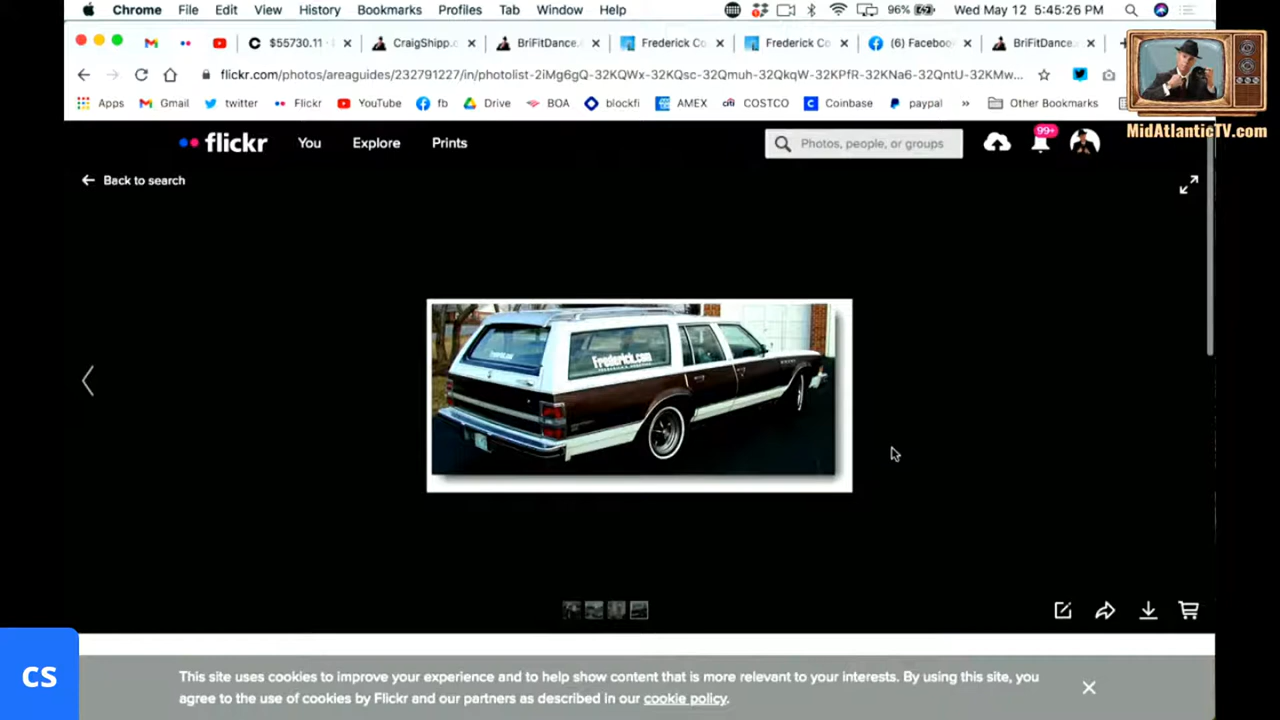 Chrome File Edit View History Bookmarks Profiles Tab Window Help 96% Wed May 12 5:45:26 PM
$55730.11 - CraigShipp.c BriFitDance. Frederick Co Frederick Co (6) Faceboo BriFitDance.
flickr.com/photos/areaguides/232791227/in/photolist-2iMg6gQ-32KQWx-32KQsc-32Qmuh-32QkqW-32KPfR-32KNa6-32QntU-32KMw...
Apps Gmail twitter Flickr YouTube fb Drive BOA blockfi AMEX COSTCO Coinbase paypal » Other Bookmarks
MidAtlanticTV.com
flickr You Explore Prints Photos, people, or groups 99+
Back to search
Frederick.com
CS
This site uses cookies to improve your experience and to help show content that is more relevant to your interests. By using this site, you
agree to the use of cookies by Flickr and our partners as described in our cookie policy.